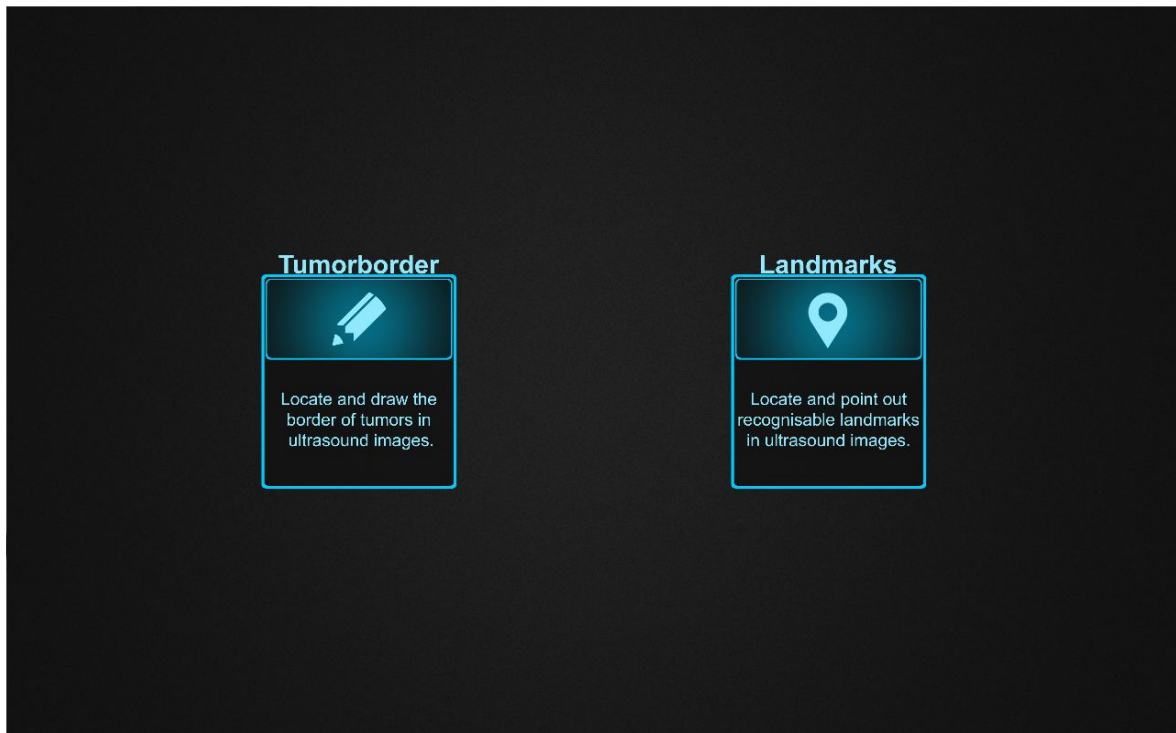 Tumorborder
Locate and draw the
border of tumors in
ultrasound images.
Landmarks
Locate and point out
recognisable landmarks
in ultrasound images.